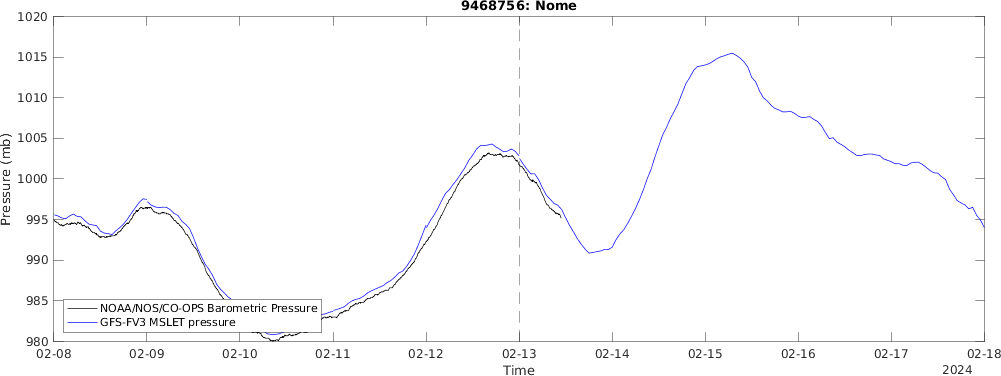 9468756: Nome
1020
1015
1010
1005
1000
995
990
985
980
Pressure (mb)
NOAA/NOS/CO-OPS Barometric Pressure
GFS-FV3 MSLET pressure
02-08 02-09 02-10 02-11 02-12 02-13 02-14 02-15 02-16 02-17 02-18
Time
2024